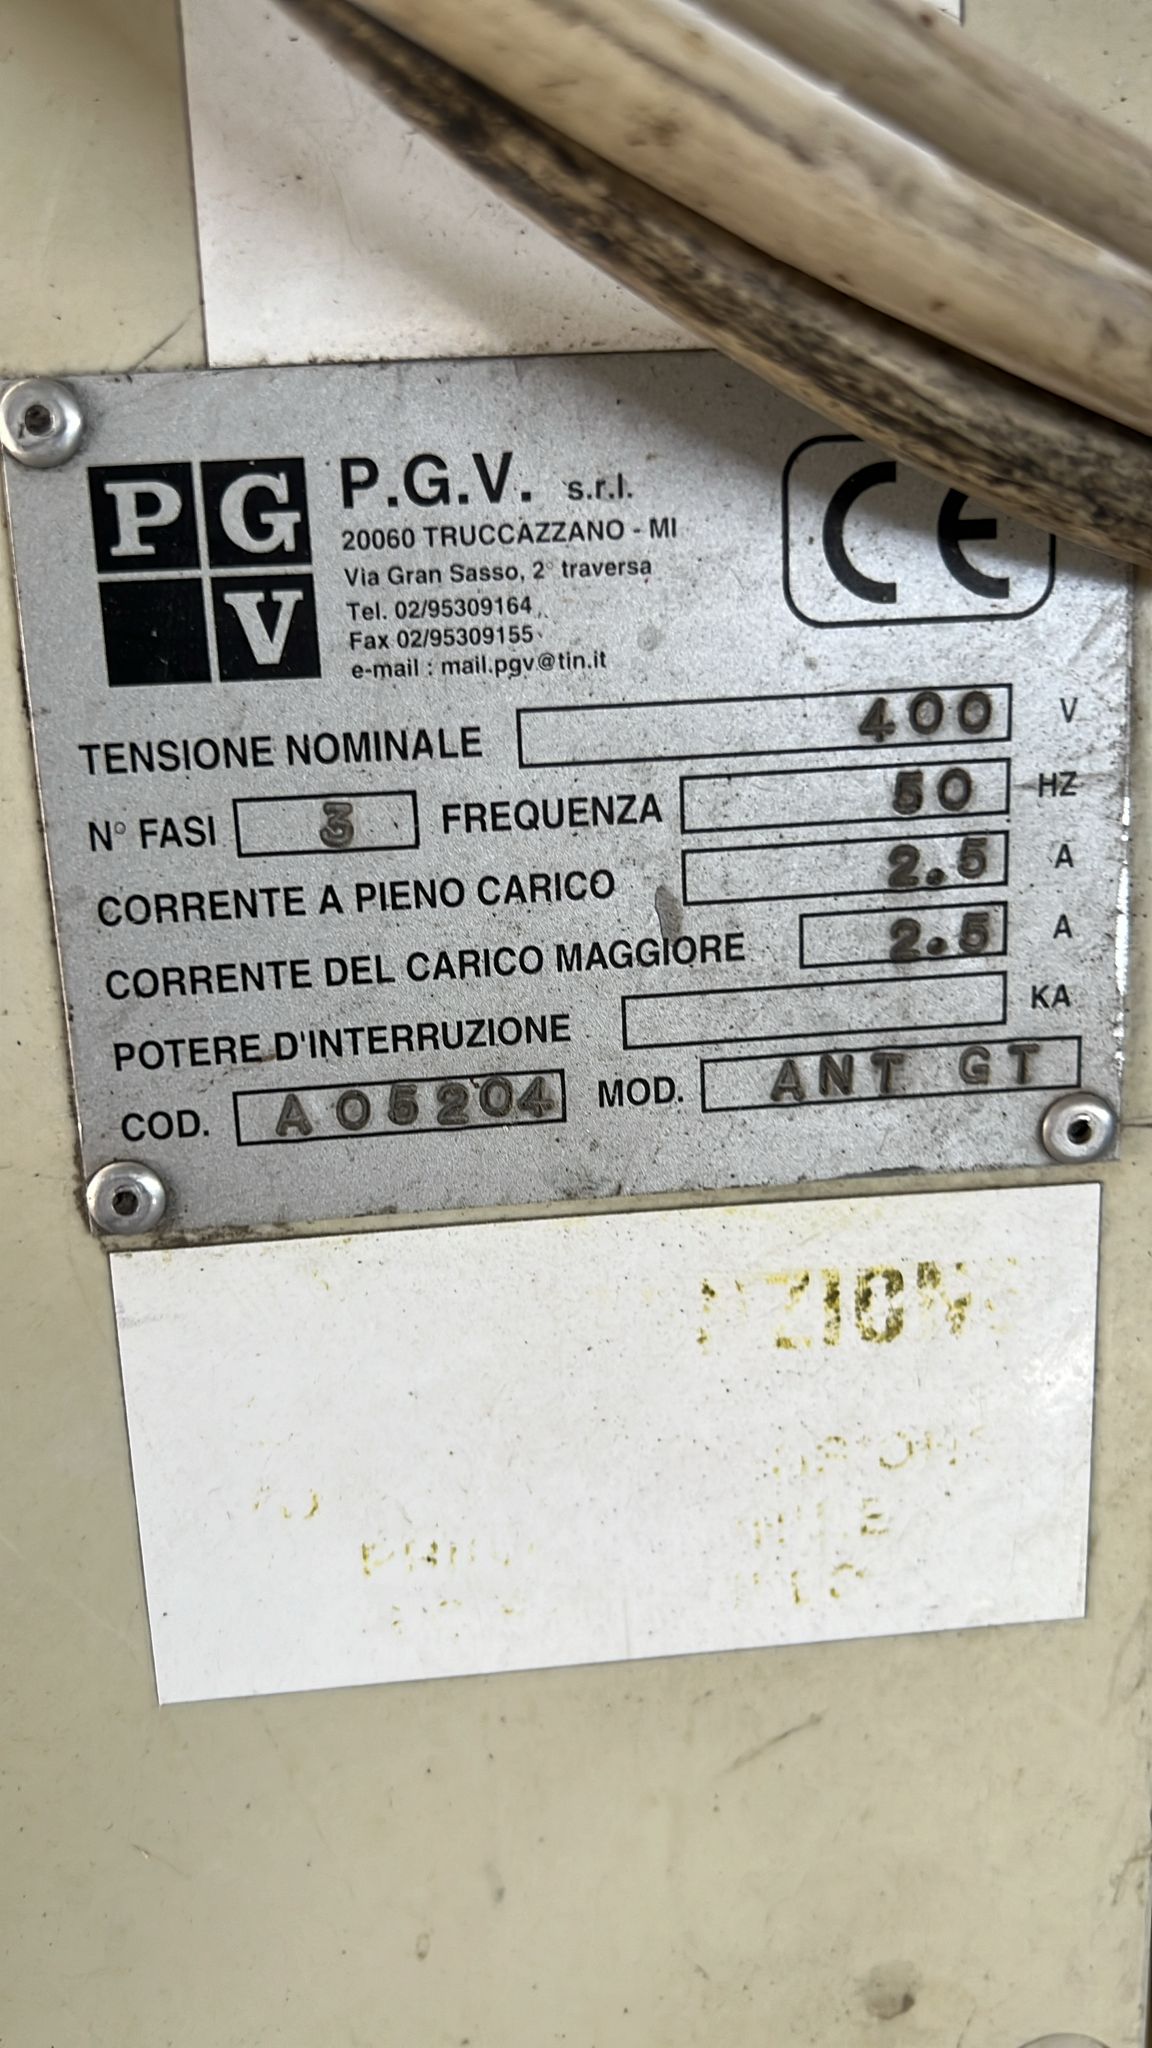 P G
V
P.G.V. s.r.l.
20060 TRUCCAZZANO - MI
Via Gran Sasso, 2° traversa
Tel. 02/95309164
Fax 02/95309155
e-mail : mail.pgv@tin.it
CE
TENSIONE NOMINALE 400 V
N° FASI 3 FREQUENZA 50 HZ
CORRENTE A PIENO CARICO 2.5 A
CORRENTE DEL CARICO MAGGIORE 2.5 A
POTERE D'INTERRUZIONE KA
COD. A05204 MOD. ANT GT